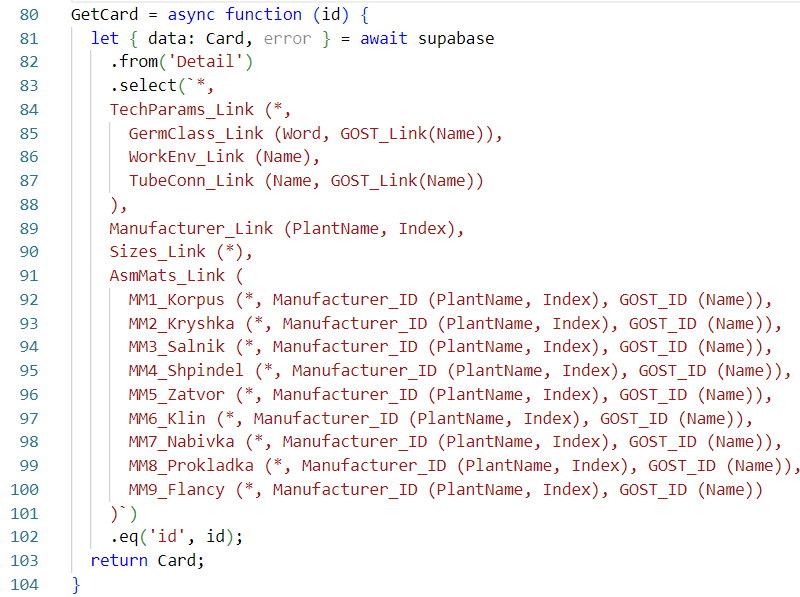 80 GetCard = async function (id) {
81 let { data: Card, error } = await supabase
82 .from('Detail')
83 .select(`*,
84 TechParams_Link (*,
85 GermClass_Link (Word, GOST_Link(Name)),
86 WorkEnv_Link (Name),
87 TubeConn_Link (Name, GOST_Link(Name))
88 ),
89 Manufacturer_Link (PlantName, Index),
90 Sizes_Link (*),
91 AsmMats_Link (
92 MM1_Korpus (*, Manufacturer_ID (PlantName, Index), GOST_ID (Name)),
93 MM2_Kryshka (*, Manufacturer_ID (PlantName, Index), GOST_ID (Name)),
94 MM3_Salnik (*, Manufacturer_ID (PlantName, Index), GOST_ID (Name)),
95 MM4_Shpindel (*, Manufacturer_ID (PlantName, Index), GOST_ID (Name)),
96 MM5_Zatvor (*, Manufacturer_ID (PlantName, Index), GOST_ID (Name)),
97 MM6_Klin (*, Manufacturer_ID (PlantName, Index), GOST_ID (Name)),
98 MM7_Nabivka (*, Manufacturer_ID (PlantName, Index), GOST_ID (Name)),
99 MM8_Prokladka (*, Manufacturer_ID (PlantName, Index), GOST_ID (Name)),
100 MM9_Flancy (*, Manufacturer_ID (PlantName, Index), GOST_ID (Name))
101 )`)
102 .eq('id', id);
103 return Card;
104 }